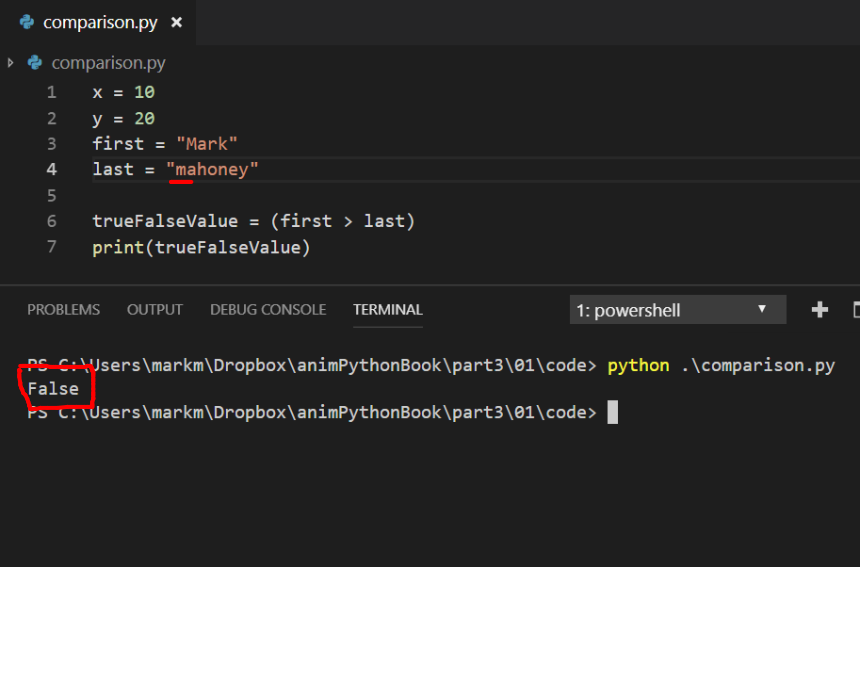 comparison.py ×
comparison.py
1 x = 10
2 y = 20
3 first = "Mark"
4 last = "mahoney"
5
6 trueFalseValue = (first > last)
7 print(trueFalseValue)
PROBLEMS OUTPUT DEBUG CONSOLE TERMINAL 1: powershell
PS C:\Users\markm\Dropbox\animPythonBook\part3\01\code> python .\comparison.py
False
PS C:\Users\markm\Dropbox\animPythonBook\part3\01\code>